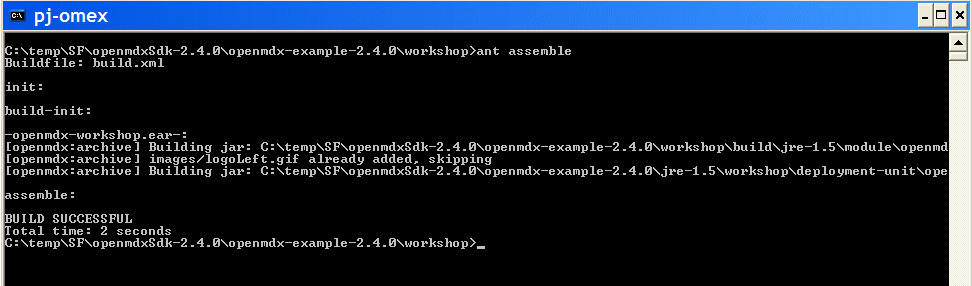 pj-omex
C:\temp\SF\openmdxSdk-2.4.0\openmdx-example-2.4.0\workshop>ant assemble
Buildfile: build.xml
init:
build-init:
-openmdx-workshop.ear-:
[openmdx:archive] Building jar: C:\temp\SF\openmdxSdk-2.4.0\openmdx-example-2.4.0\workshop\build\jre-1.5\module\openmd
[openmdx:archive] images/logoLeft.gif already added, skipping
[openmdx:archive] Building jar: C:\temp\SF\openmdxSdk-2.4.0\openmdx-example-2.4.0\jre-1.5\workshop\deployment-unit\ope
assemble:
BUILD SUCCESSFUL
Total time: 2 seconds
C:\temp\SF\openmdxSdk-2.4.0\openmdx-example-2.4.0\workshop>_